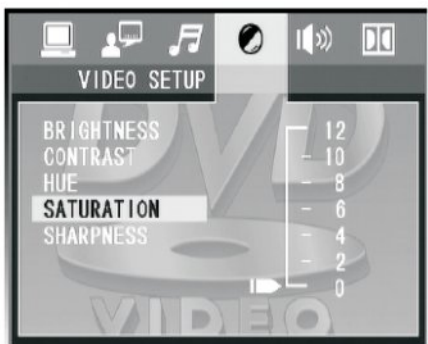 VIDEO SETUP
BRIGHTNESS
CONTRAST
HUE
SATURATION
SHARPNESS
12
10
8
6
4
2
0
DVD
VIDEO